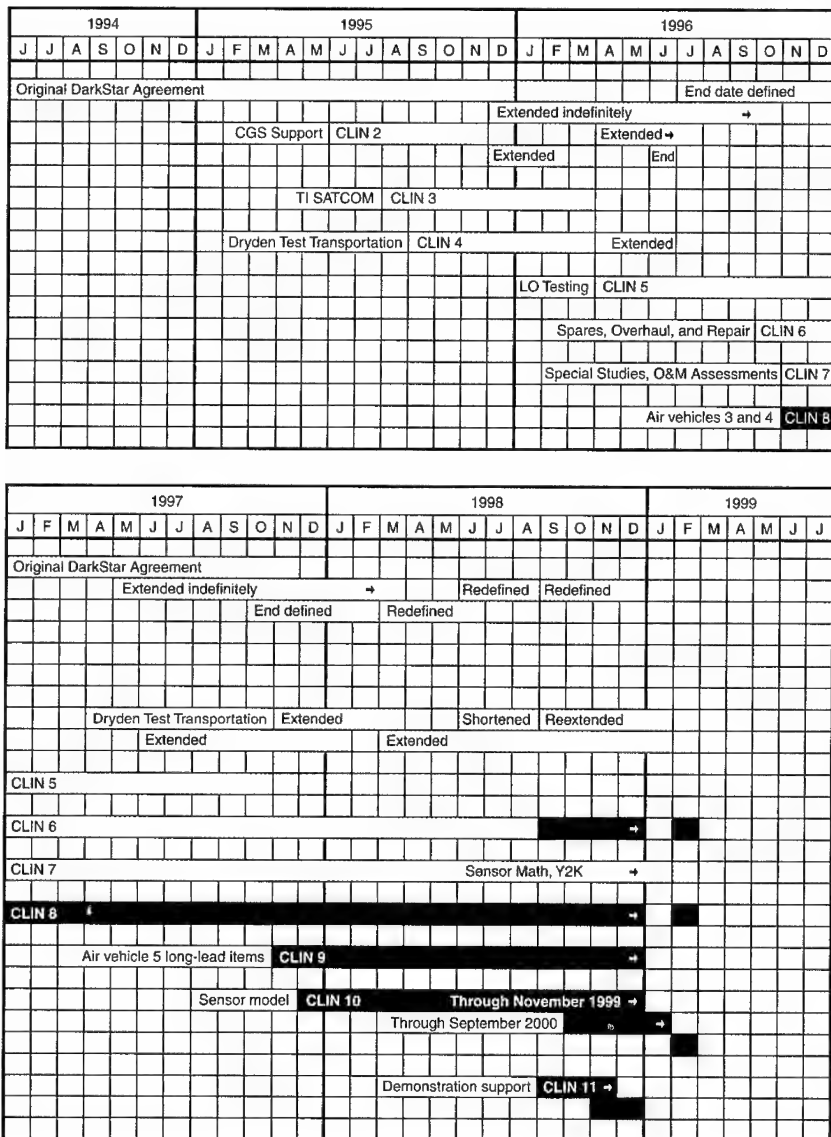 1994 1995 1996
J J A S O N D J F M A M J J A S O N D J F M A M J J A S O N D
Original DarkStar Agreement End date defined
Extended indefinitely →
CGS Support CLIN 2 Extended →
Extended End
TI SATCOM CLIN 3
Dryden Test Transportation CLIN 4 Extended
LO Testing CLIN 5
Spares, Overhaul, and Repair CLIN 6
Special Studies, O&M Assessments CLIN 7
Air vehicles 3 and 4 CLIN 8
1997 1998 1999
J F M A M J J A S O N D J F M A M J J A S O N D J F M A M J J
Original DarkStar Agreement
Extended indefinitely → Redefined Redefined
End defined Redefined
Dryden Test Transportation Extended Shortened Reextended
Extended Extended
CLIN 5
CLIN 6 →
CLIN 7 Sensor Math, Y2K →
CLIN 8 →
Air vehicle 5 long-lead items CLIN 9 →
Sensor model CLIN 10 Through November 1999 →
Through September 2000 →
Demonstration support CLIN 11 →